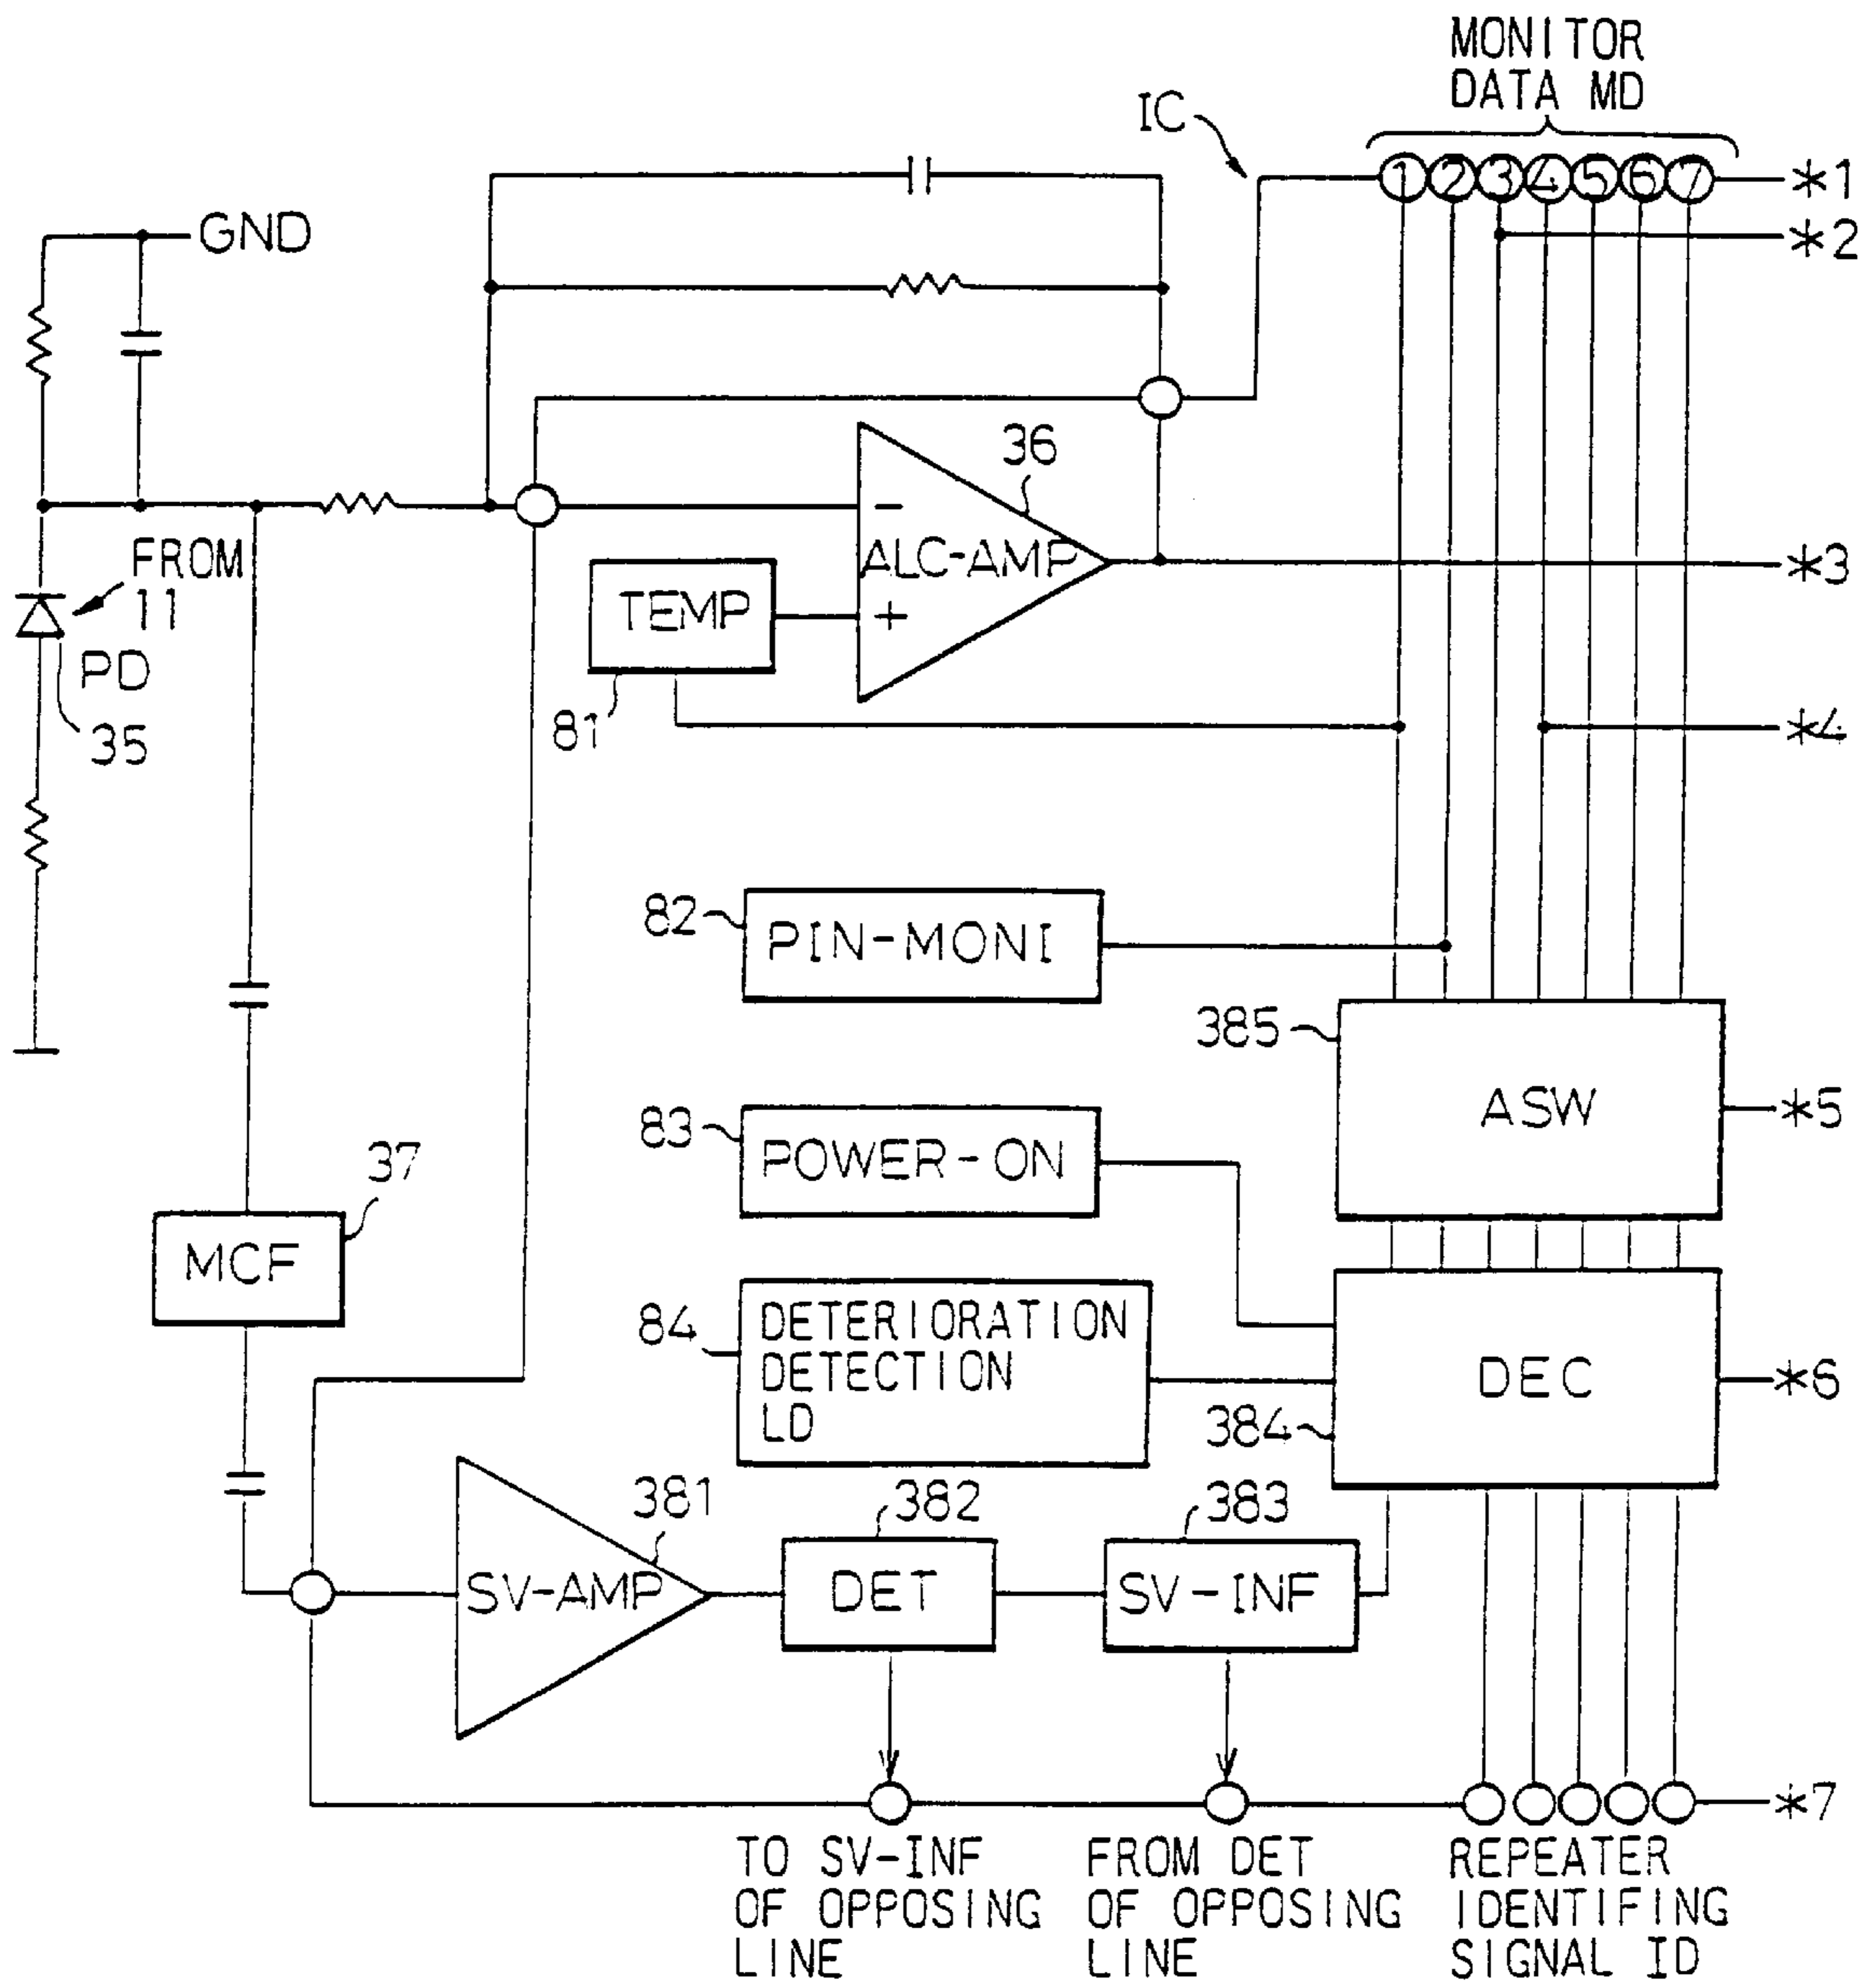 MONITOR
DATA MD
IC
1 2 3 4 5 6 7
*1
*2
GND
36
ALC-AMP
-
+
*3
FROM
11
PD
35
TEMP
81
*4
82
PIN-MONI
385
ASW
*5
83
POWER-ON
37
MCF
84
DETERIORATION
DETECTION
LD
384
DEC
*6
381
SV-AMP
382
DET
383
SV-INF
*7
TO SV-INF
OF OPPOSING
LINE
FROM DET
OF OPPOSING
LINE
REPEATER
IDENTIFING
SIGNAL ID